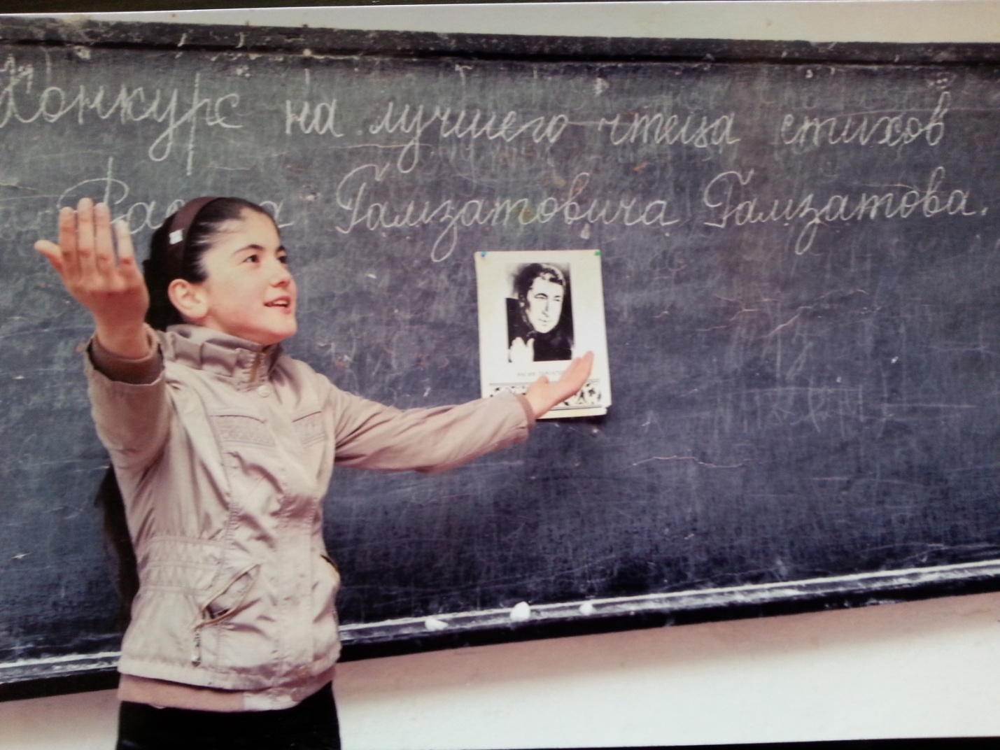 Конкурс на лучшего чтеца стихов
Гамзатовича Гамзатова.